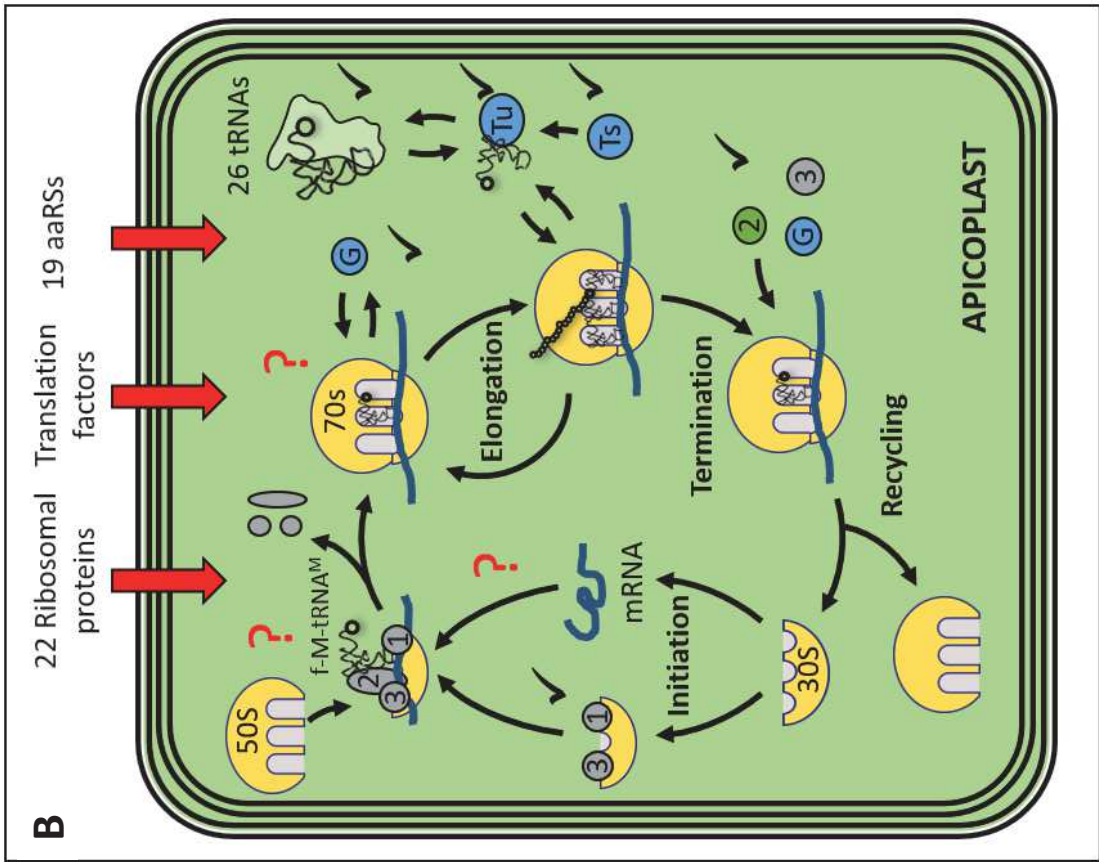 B
22 Ribosomal
proteins
Translation
factors
19 aaRSs
50S
?
f-M-tRNAᴹ
2
3
1
?
70s
G
26 tRNAs
Tu
Ts
Elongation
?
mRNA
3
1
Initiation
30S
Termination
2
G
3
Recycling
APICOPLAST